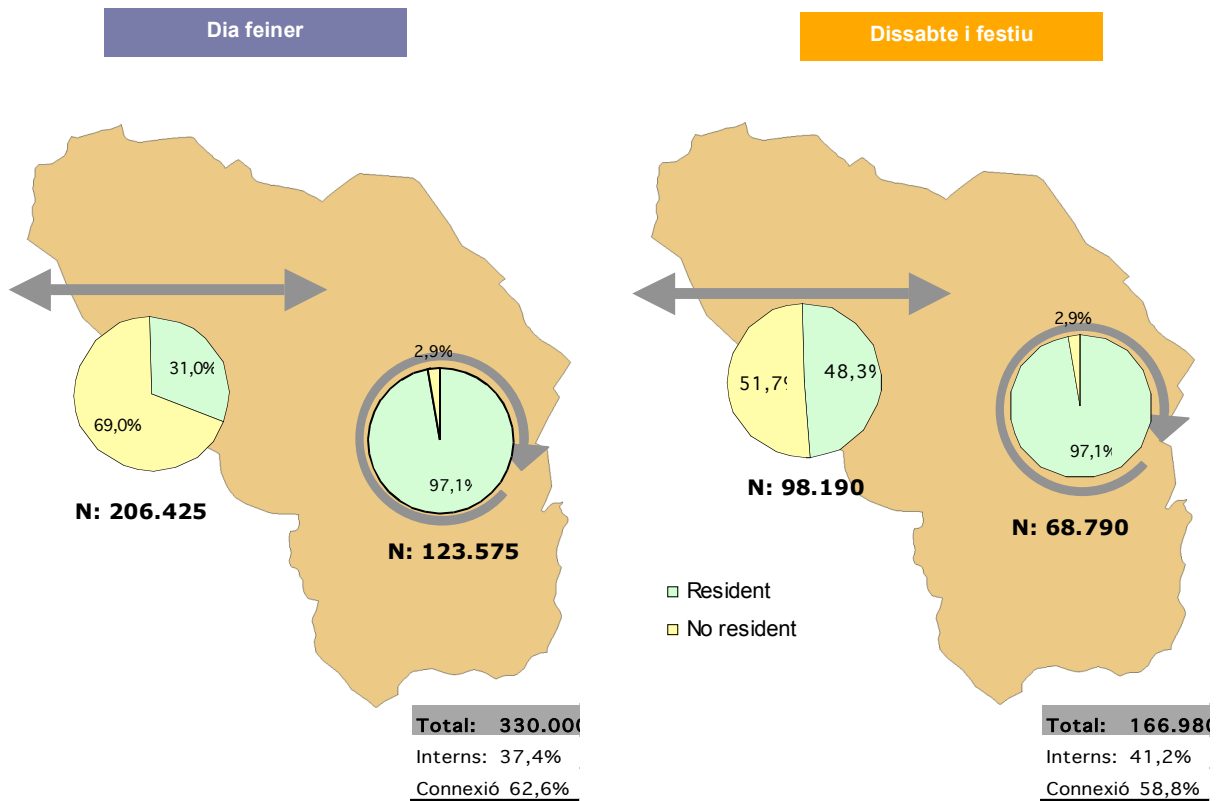 Dia feiner
31,0%
69,0%
N: 206.425
2,9%
97,1%
N: 123.575
Total: 330.000
Interns: 37,4%
Connexió 62,6%
Dissabte i festiu
51,7%
48,3%
N: 98.190
2,9%
97,1%
N: 68.790
Resident
No resident
Total: 166.980
Interns: 41,2%
Connexió 58,8%